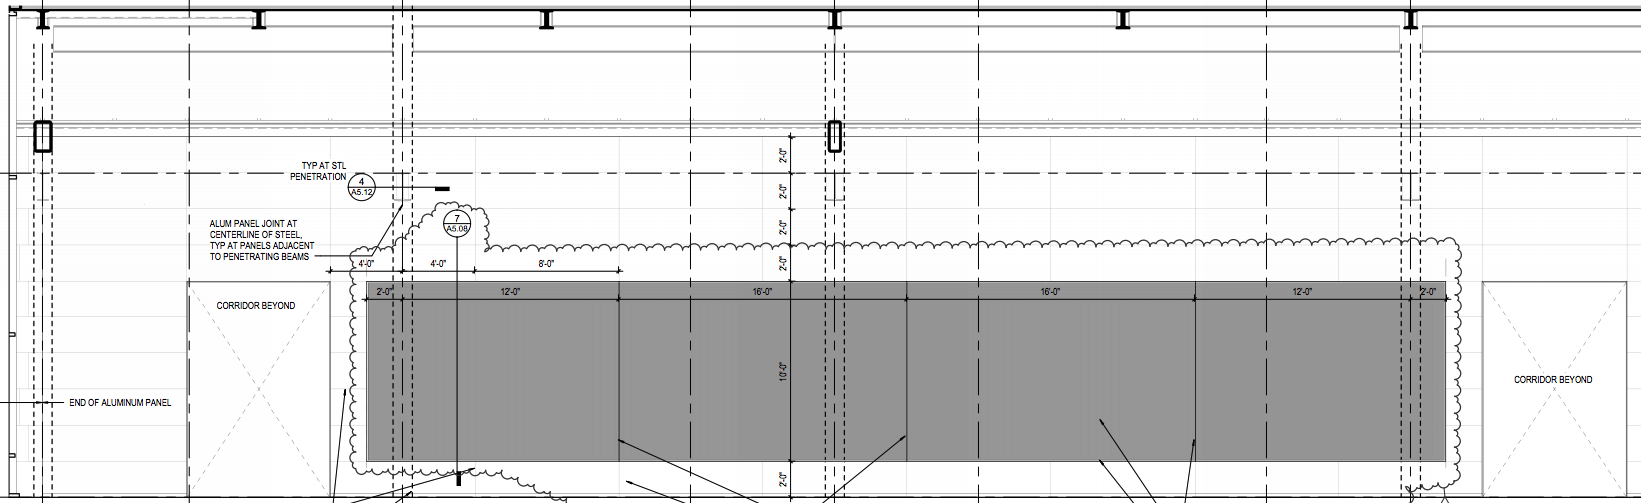 2'-0"
TYP AT STL
PENETRATION
4
A5.12
2'-0"
ALUM PANEL JOINT AT
CENTERLINE OF STEEL,
TYP AT PANELS ADJACENT
TO PENETRATING BEAMS
7
A5.08
2'-0"
4'-0"
4'-0"
8'-0"
2'-0"
2'-0"
12'-0"
16'-0"
16'-0"
12'-0"
2'-0"
CORRIDOR BEYOND
10'-0"
CORRIDOR BEYOND
END OF ALUMINUM PANEL
2'-0"